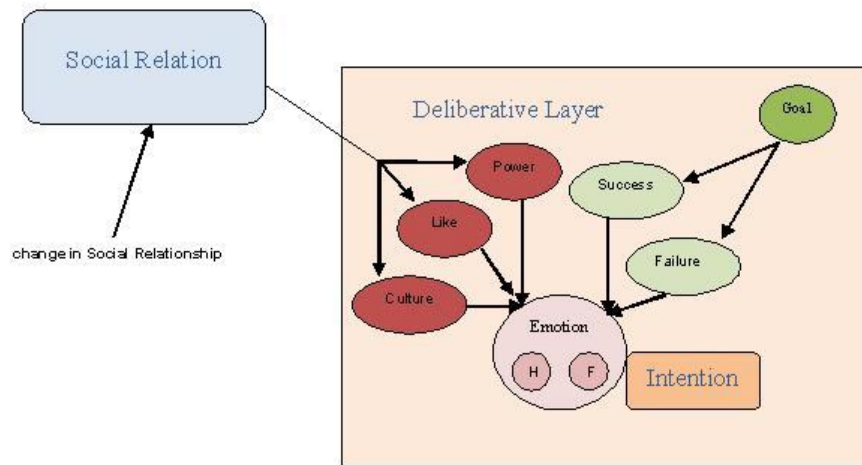 Social Relation
Deliberative Layer
Goal
Power
Success
Like
change in Social Relationship
Failure
Culture
Emotion
H
F
Intention